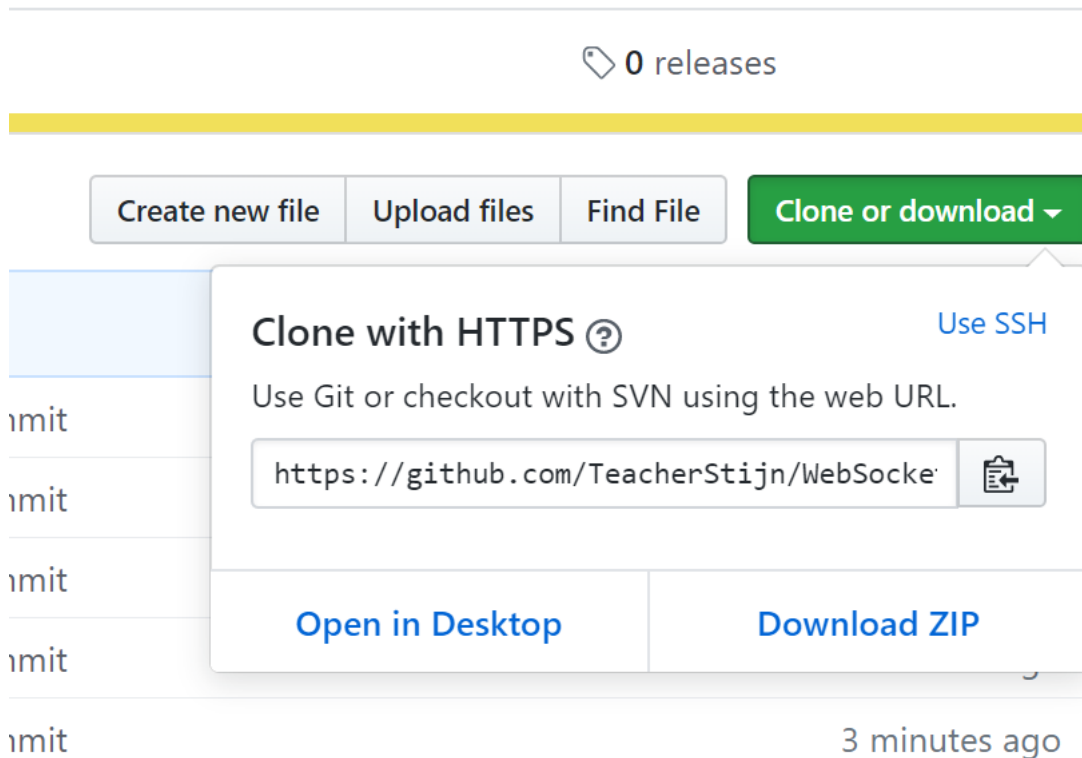 0 releases
Create new file Upload files Find File Clone or download
Clone with HTTPS
Use SSH
Use Git or checkout with SVN using the web URL.
https://github.com/TeacherStijn/WebSocke
Open in Desktop Download ZIP
3 minutes ago